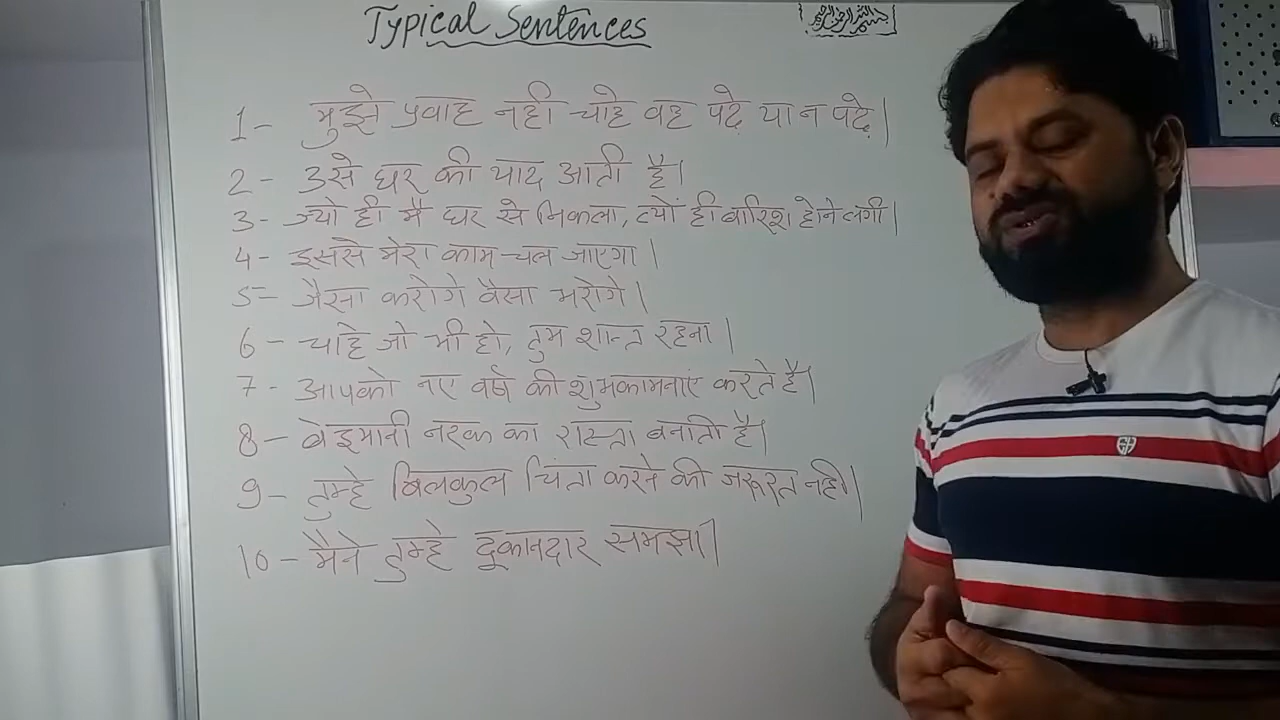 Typical Sentences
1- मुझे प्रवाह नही चाहे वह पढे या न पढे।
2- उसे घर की याद आती है।
3- ज्यो ही मै घर से निकला, त्यों ही बारिश होने लगी।
4- इससे मेरा काम चल जाएगा।
5- जैसा करोगे वैसा भरोगे।
6- चाहे जो भी हो, तुम शान्त रहना।
7- आपको नए वर्ष की शुभकामनाएं करते है।
8- बेइमानी नरक का रास्ता बनाती है।
9- तुम्हे बिलकुल चिंता करने की जरूरत नही।
10- मैने तुम्हे दूकानदार समझा।